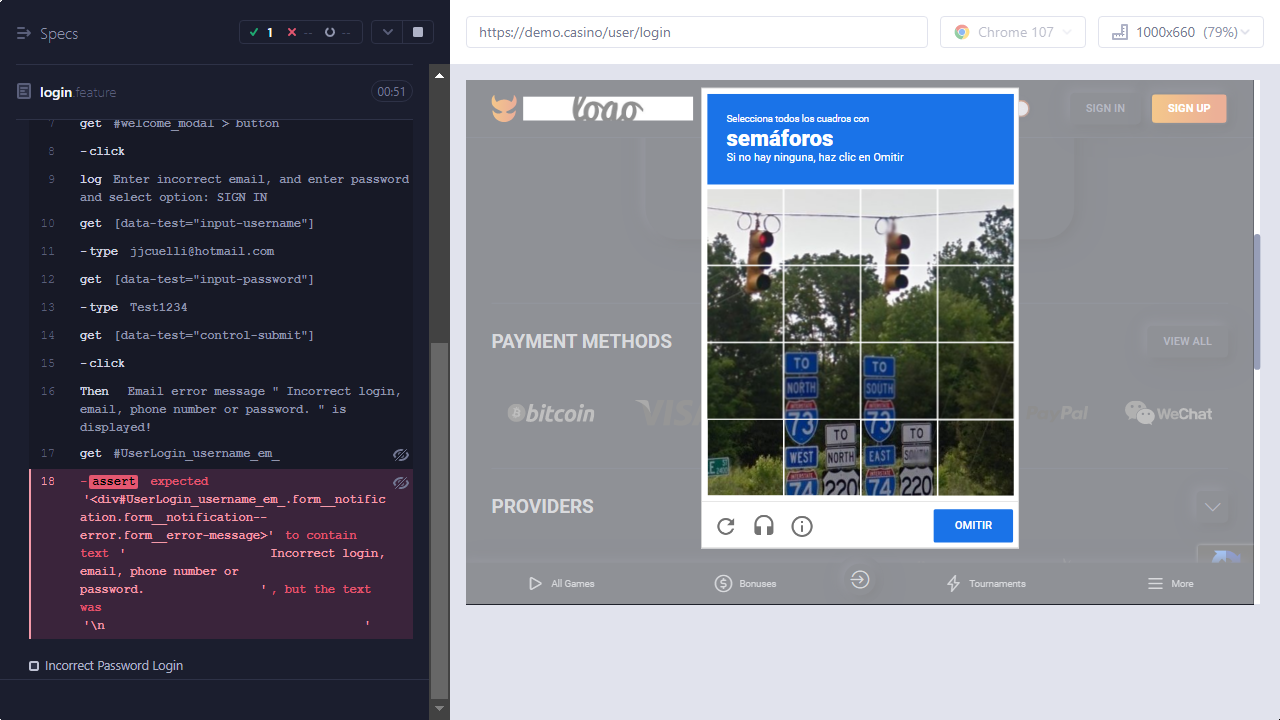 Specs
1
--
--
login.feature
00:51
7 get #welcome_modal > button
8 -click
9 log Enter incorrect email, and enter password
and select option: SIGN IN
10 get [data-test="input-username"]
11 -type jjcuelli@hotmail.com
12 get [data-test="input-password"]
13 -type Test1234
14 get [data-test="control-submit"]
15 -click
16 Then Email error message " Incorrect login,
email, phone number or password. " is
displayed!
17 get #UserLogin_username_em_
18 -assert expected
'<div#UserLogin_username_em_.form__notific
ation.form__notification--
error.form__error-message>' to contain
text ' Incorrect login,
email, phone number or
password. ', but the text
was
'\n '
Incorrect Password Login
https://demo.casino/user/login
Chrome 107
1000x660 (79%)
logo
SIGN IN
SIGN UP
Selecciona todos los cuadros con
semáforos
Si no hay ninguna, haz clic en Omitir
TO
NORTH
INTERSTATE
73
WEST
INTERSTATE
74
TO
NORTH
220
TO
SOUTH
INTERSTATE
73
EAST
INTERSTATE
74
TO
SOUTH
220
E ST
OMITIR
PAYMENT METHODS
VIEW ALL
bitcoin
VISA
PayPal
WeChat
PROVIDERS
All Games
Bonuses
Tournaments
More